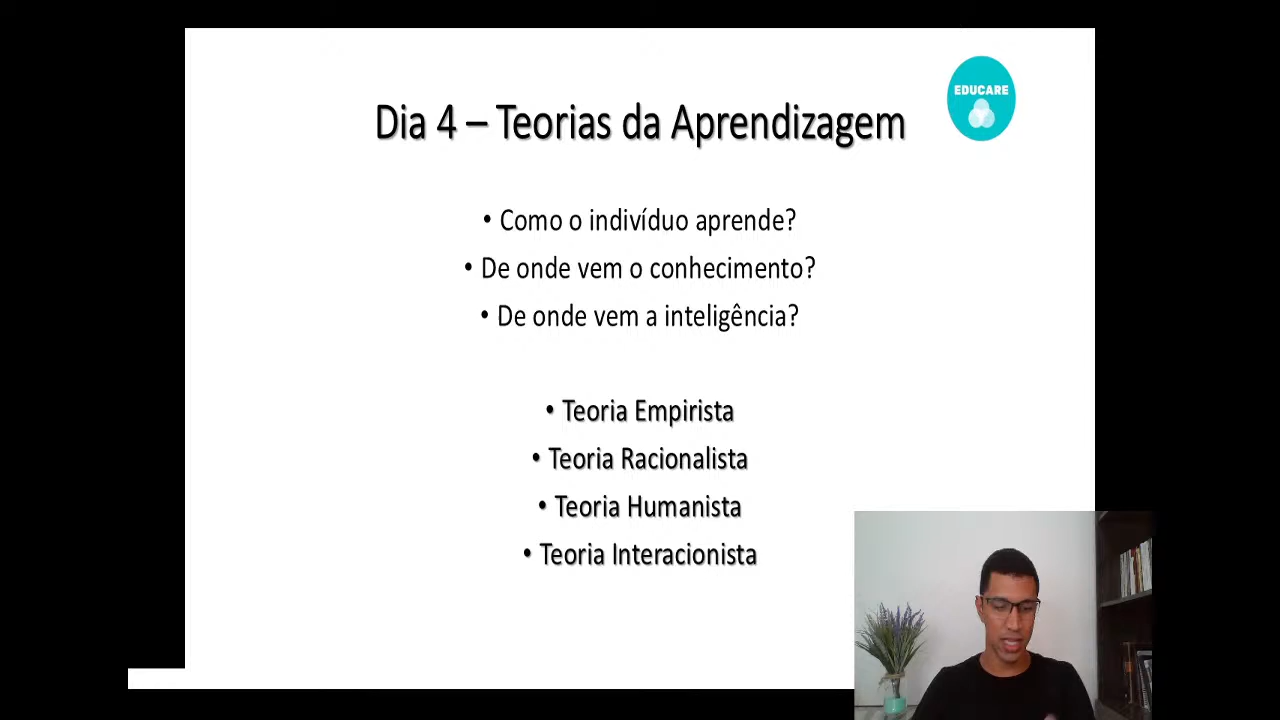 EDUCARE
Dia 4 – Teorias da Aprendizagem
• Como o indivíduo aprende?
• De onde vem o conhecimento?
• De onde vem a inteligência?
• Teoria Empirista
• Teoria Racionalista
• Teoria Humanista
• Teoria Interacionista